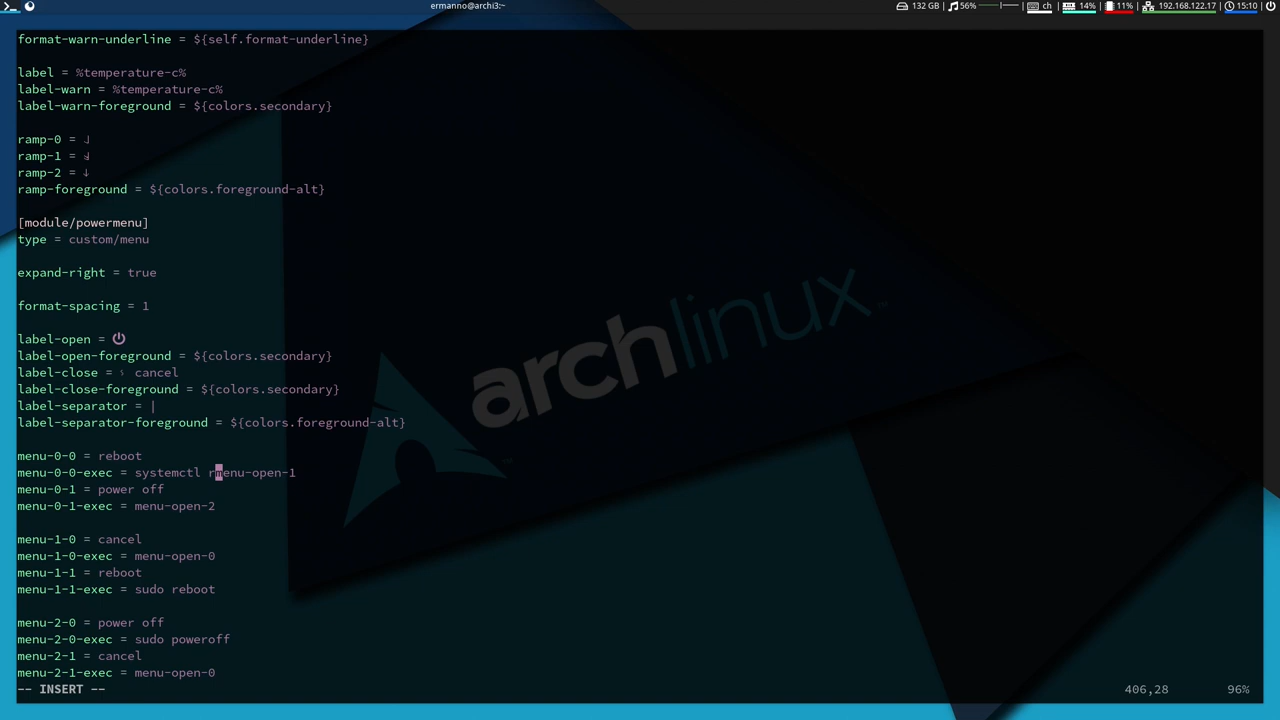 ermanno@archi3:~
132 GB 56% ch 14% 11% 192.168.122.17 15:10
format-warn-underline = ${self.format-underline}
label = %temperature-c%
label-warn = %temperature-c%
label-warn-foreground = ${colors.secondary}
ramp-0 =
ramp-1 =
ramp-2 =
ramp-foreground = ${colors.foreground-alt}
[module/powermenu]
type = custom/menu
expand-right = true
format-spacing = 1
label-open = ⏻
label-open-foreground = ${colors.secondary}
label-close = cancel
label-close-foreground = ${colors.secondary}
label-separator = |
label-separator-foreground = ${colors.foreground-alt}
menu-0-0 = reboot
menu-0-0-exec = systemctl rmenu-open-1
menu-0-1 = power off
menu-0-1-exec = menu-open-2
menu-1-0 = cancel
menu-1-0-exec = menu-open-0
menu-1-1 = reboot
menu-1-1-exec = sudo reboot
menu-2-0 = power off
menu-2-0-exec = sudo poweroff
menu-2-1 = cancel
menu-2-1-exec = menu-open-0
-- INSERT -- 406,28 96%
archlinux™